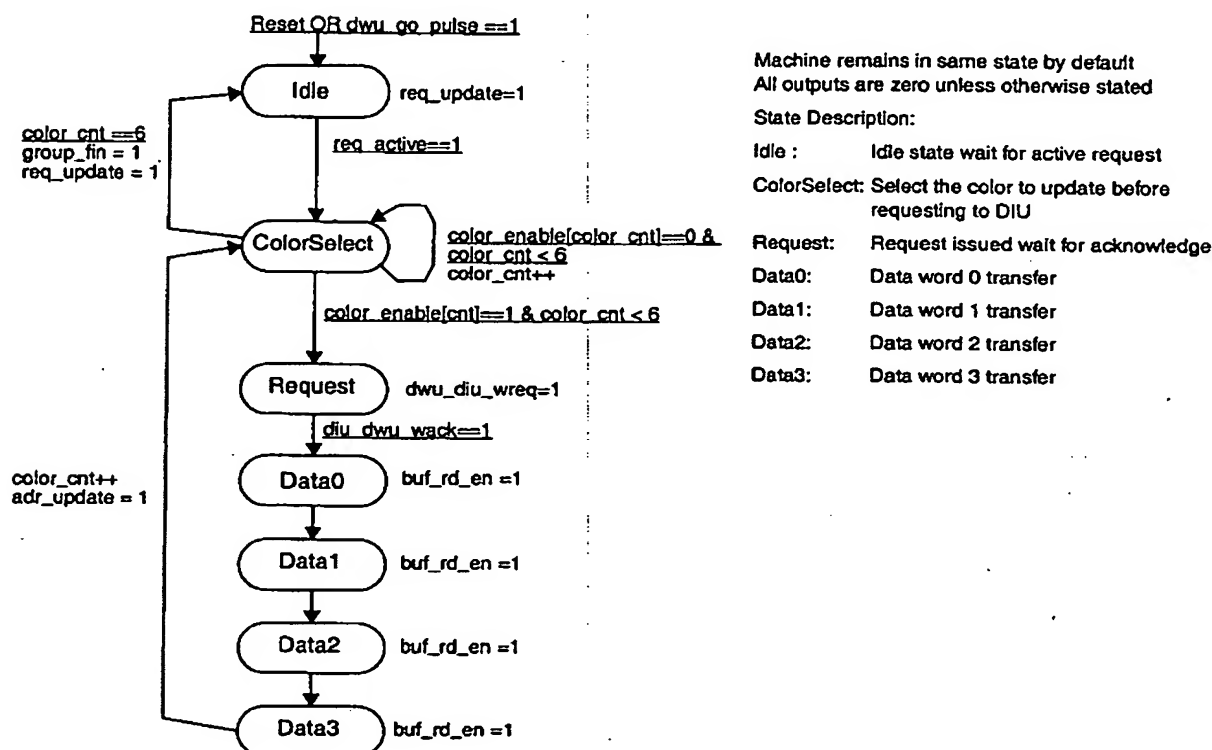 Reset OR dwu_go_pulse ==1
Idle
req_update=1
color_cnt ==6
group_fin = 1
req_update = 1
req_active==1
ColorSelect
color_enable[color_cnt]==0 &
color_cnt < 6
color_cnt++
color_enable[cnt]==1 & color_cnt < 6
Request
dwu_diu_wreq=1
diu_dwu_wack==1
color_cnt++
adr_update = 1
Data0
buf_rd_en =1
Data1
buf_rd_en =1
Data2
buf_rd_en =1
Data3
buf_rd_en =1
Machine remains in same state by default
All outputs are zero unless otherwise stated
State Description:
Idle : Idle state wait for active request
ColorSelect: Select the color to update before
requesting to DIU
Request: Request issued wait for acknowledge
Data0: Data word 0 transfer
Data1: Data word 1 transfer
Data2: Data word 2 transfer
Data3: Data word 3 transfer